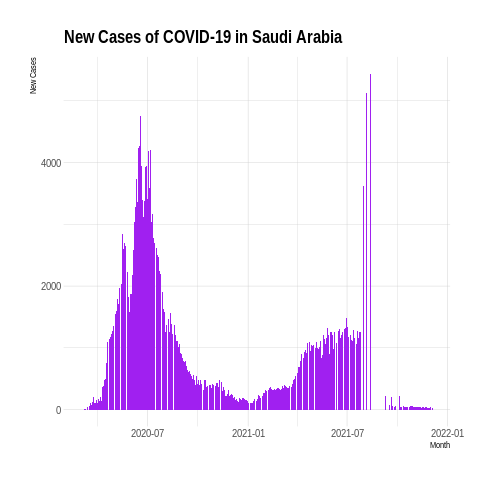 New Cases of COVID-19 in Saudi Arabia
New Cases
4000
2000
0
2020-07 2021-01 2021-07 2022-01
Month